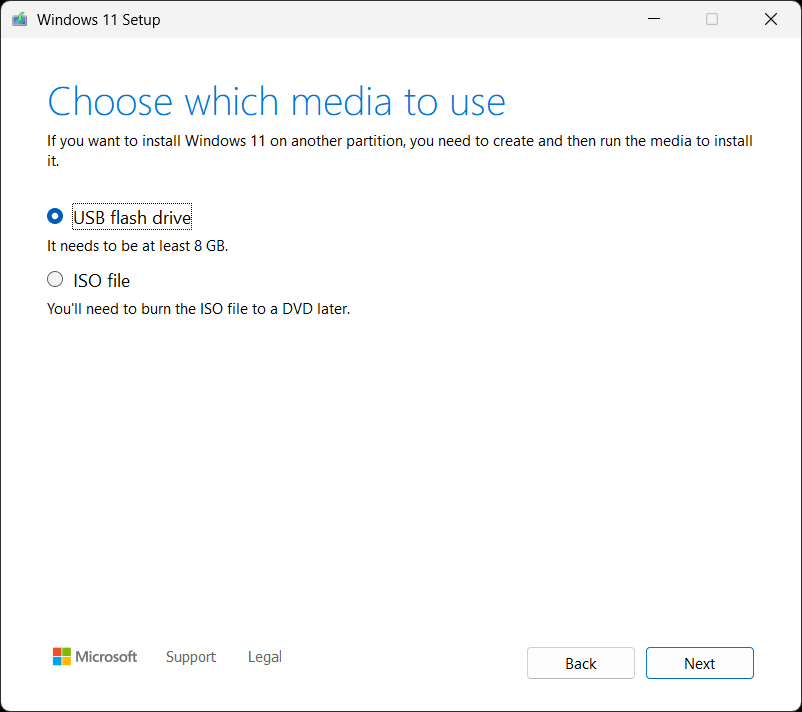 Windows 11 Setup
Choose which media to use
If you want to install Windows 11 on another partition, you need to create and then run the media to install
it.
USB flash drive
It needs to be at least 8 GB.
ISO file
You'll need to burn the ISO file to a DVD later.
Microsoft Support Legal Back Next